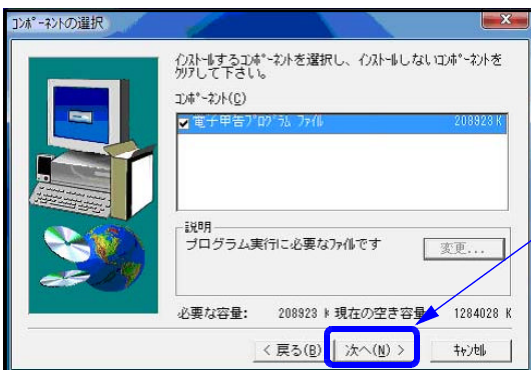 コンポーネントの選択
インストールするコンポーネントを選択し、インストールしないコンポーネントを
クリアして下さい。
コンポーネント(C)
電子申告プログラム ファイル 208923 K
説明
プログラム実行に必要なファイルです
変更...
必要な容量: 208923 K 現在の空き容量: 1284028 K
< 戻る(B) 次へ(N) > キャンセル